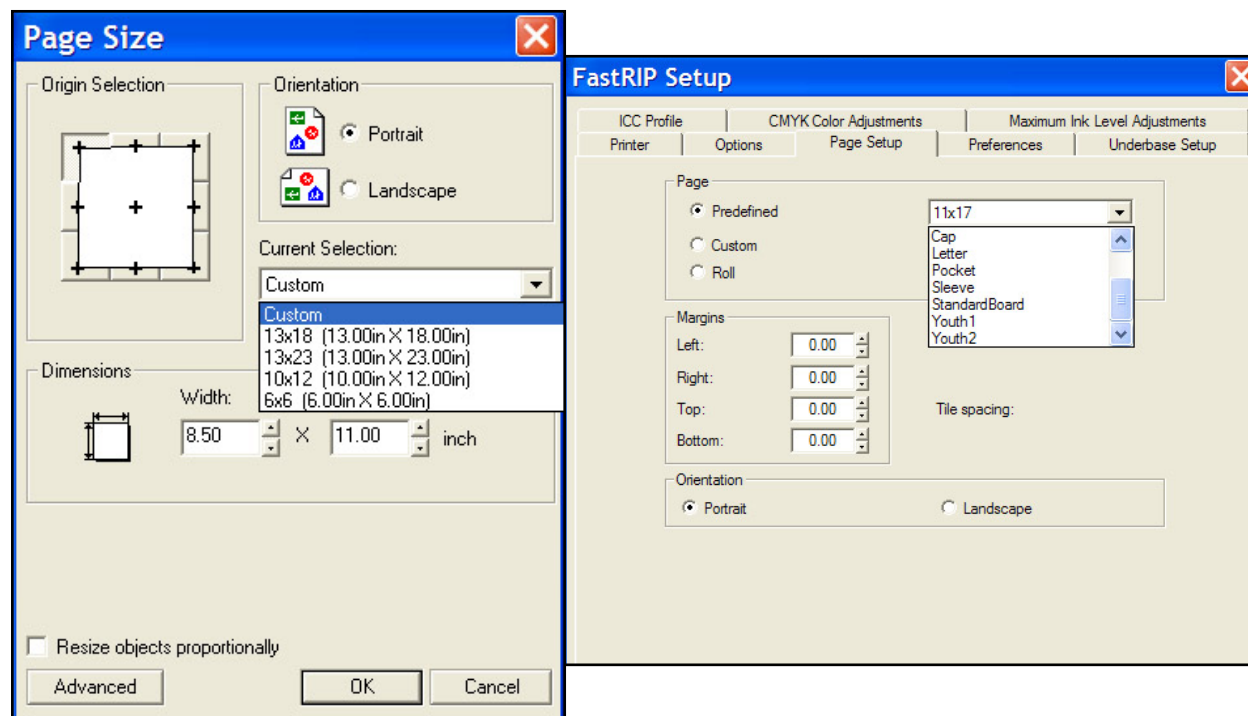 Page Size
Origin Selection
Orientation
Portrait
Landscape
Current Selection:
Custom
Custom
13x18 (13.00in X 18.00in)
13x23 (13.00in X 23.00in)
10x12 (10.00in X 12.00in)
6x6 (6.00in X 6.00in)
Dimensions
Width:
8.50 X 11.00 inch
Resize objects proportionally
Advanced OK Cancel
FastRIP Setup
ICC Profile CMYK Color Adjustments Maximum Ink Level Adjustments
Printer Options Page Setup Preferences Underbase Setup
Page
Predefined 11x17
Custom
Roll
Cap
Letter
Pocket
Sleeve
StandardBoard
Youth1
Youth2
Margins
Left: 0.00
Right: 0.00
Top: 0.00
Bottom: 0.00
Tile spacing:
Orientation
Portrait Landscape